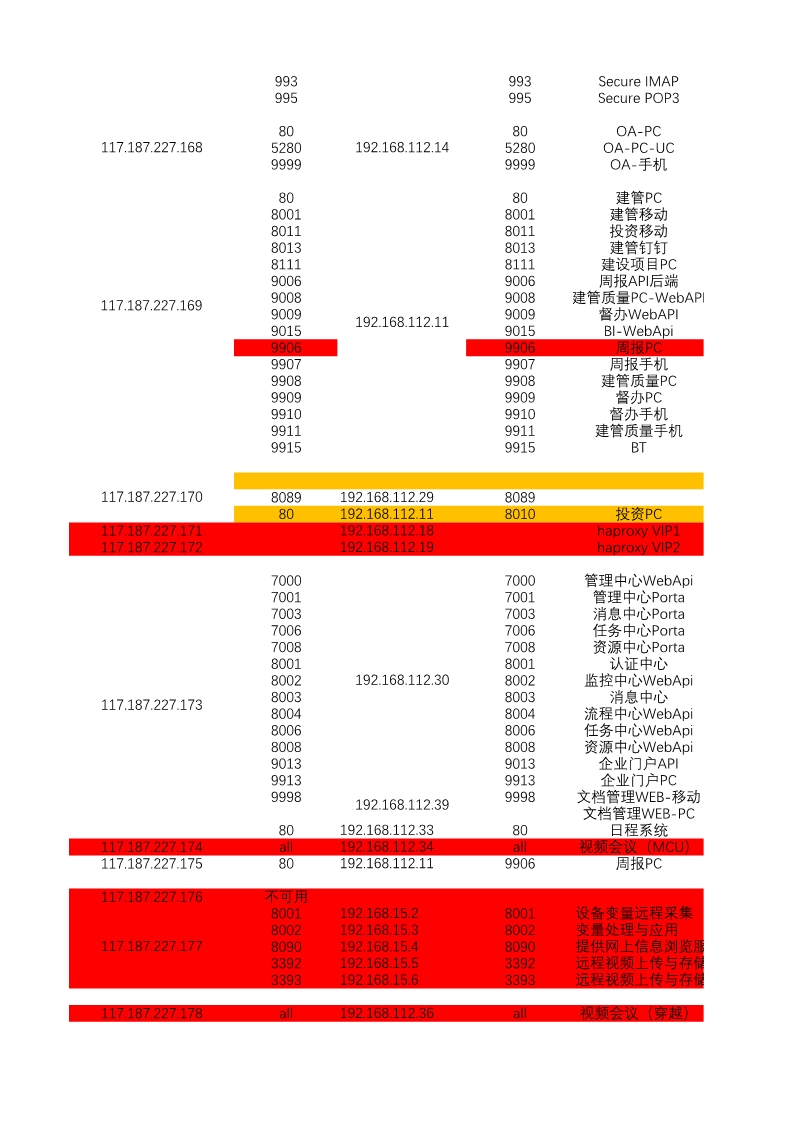 993 993 Secure IMAP
995 995 Secure POP3
80 80 OA-PC
117.187.227.168 5280 192.168.112.14 5280 OA-PC-UC
9999 9999 OA-手机
80 80 建管PC
8001 8001 建管移动
8011 8011 投资移动
8013 8013 建管钉钉
8111 8111 建设项目PC
9006 9006 周报API后端
117.187.227.169 9008 9008 建管质量PC-WebAPI
9009 9009 督办WebAPI
192.168.112.11
9015 9015 BI-WebApi
9906 9906 周报PC
9907 9907 周报手机
9908 9908 建管质量PC
9909 9909 督办PC
9910 9910 督办手机
9911 9911 建管质量手机
9915 9915 BT
117.187.227.170 8089 192.168.112.29 8089
80 192.168.112.11 8010 投资PC
117.187.227.171 192.168.112.18 haproxy VIP1
117.187.227.172 192.168.112.19 haproxy VIP2
7000 7000 管理中心WebApi
7001 7001 管理中心Porta
7003 7003 消息中心Porta
7006 7006 任务中心Porta
7008 7008 资源中心Porta
8001 8001 认证中心
8002 192.168.112.30 8002 监控中心WebApi
8003 8003 消息中心
117.187.227.173 8004 8004 流程中心WebApi
8006 8006 任务中心WebApi
8008 8008 资源中心WebApi
9013 9013 企业门户API
9913 9913 企业门户PC
9998 9998 文档管理WEB-移动
192.168.112.39
文档管理WEB-PC
80 192.168.112.33 80 日程系统
117.187.227.174 all 192.168.112.34 all 视频会议（MCU）
117.187.227.175 80 192.168.112.11 9906 周报PC
117.187.227.176 不可用
8001 192.168.15.2 8001 设备变量远程采集
8002 192.168.15.3 8002 变量处理与应用
117.187.227.177 8090 192.168.15.4 8090 提供网上信息浏览服
3392 192.168.15.5 3392 远程视频上传与存储
3393 192.168.15.6 3393 远程视频上传与存储
117.187.227.178 all 192.168.112.36 all 视频会议（穿越）